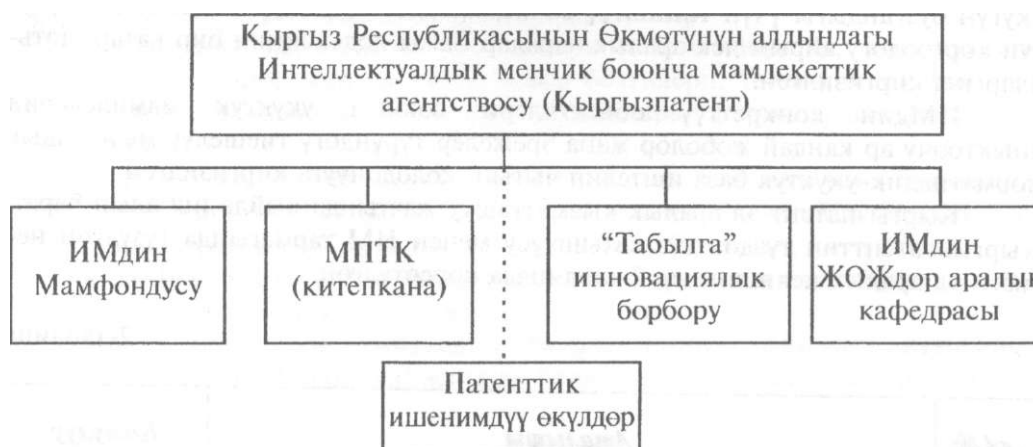 Кыргыз Республикасынын Өкмөтүнүн алдындагы
Интеллектуалдык менчик боюнча мамлекеттик
агентствосу (Кыргызпатент)
ИМдин
Мамфондусу
МПТК
(китепкана)
“Табылга”
инновациялык
борбору
ИМдин
ЖОЖдор аралык
кафедрасы
Патенттик
ишенимдүү өкүлдөр